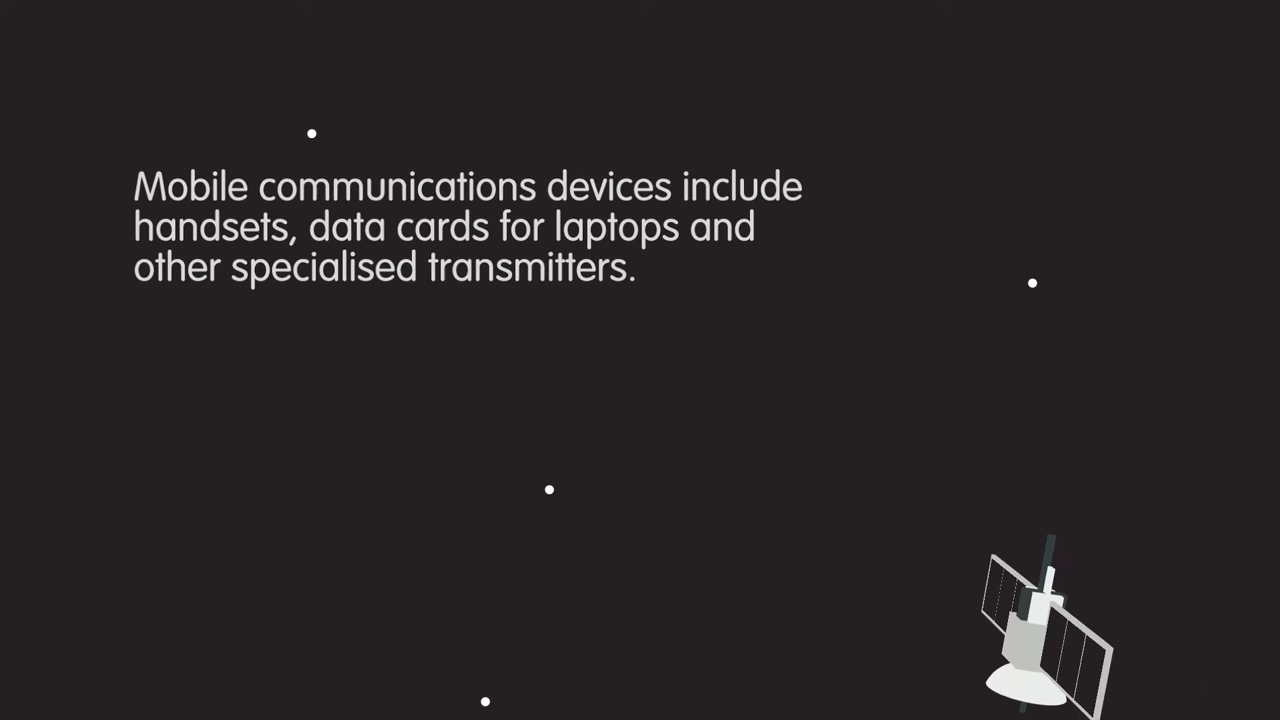 Mobile communications devices include
handsets, data cards for laptops and
other specialised transmitters.